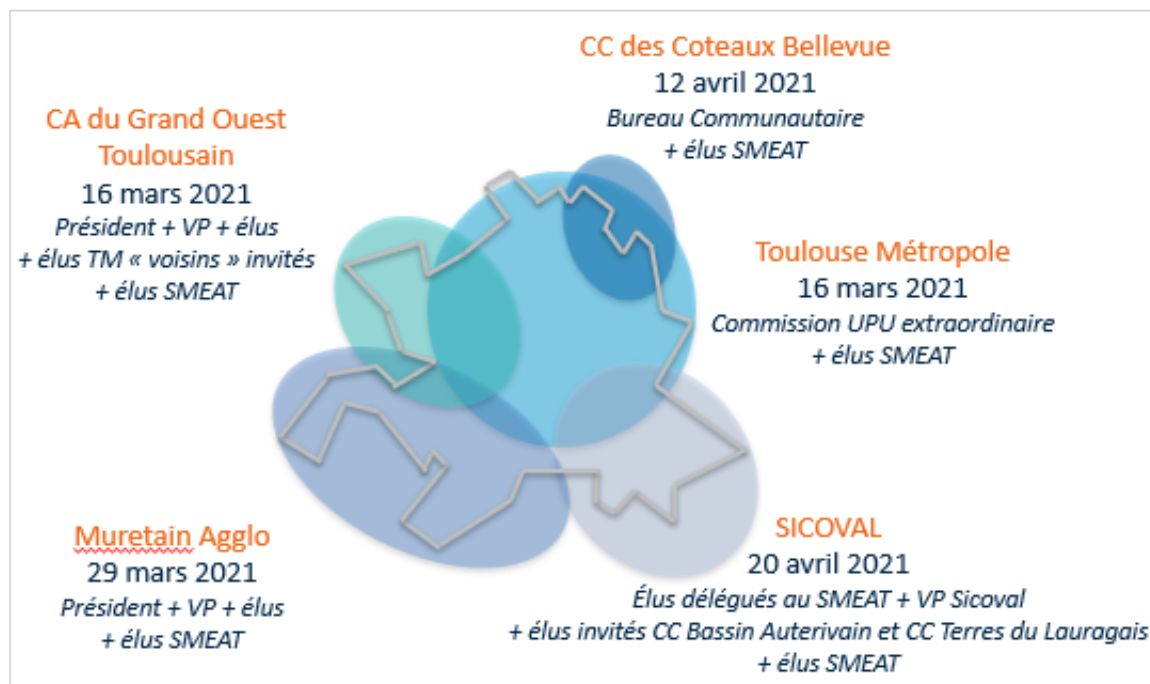 CC des Coteaux Bellevue
12 avril 2021
Bureau Communautaire
+ élus SMEAT
CA du Grand Ouest
Toulousain
16 mars 2021
Président + VP + élus
+ élus TM « voisins » invités
+ élus SMEAT
Toulouse Métropole
16 mars 2021
Commission UPU extraordinaire
+ élus SMEAT
Muretain Agglo
29 mars 2021
Président + VP + élus
+ élus SMEAT
SICOVAL
20 avril 2021
Élus délégués au SMEAT + VP Sicoval
+ élus invités CC Bassin Auterivain et CC Terres du Lauragais
+ élus SMEAT